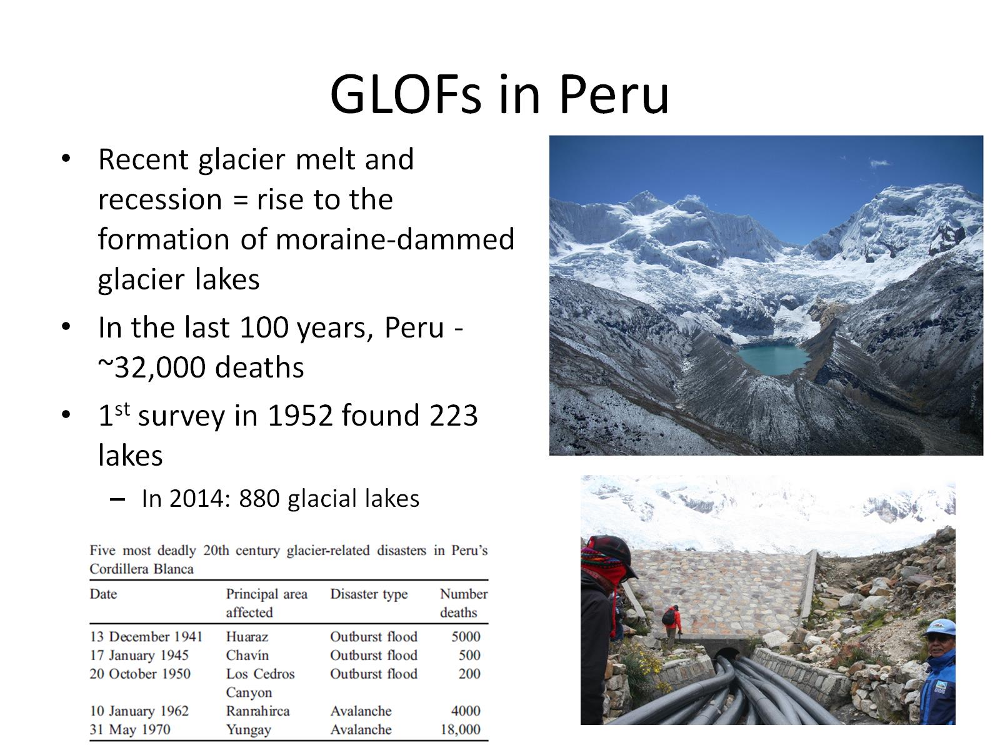 GLOFs in Peru
• Recent glacier melt and
recession = rise to the
formation of moraine-dammed
glacier lakes
• In the last 100 years, Peru -
~32,000 deaths
• 1st survey in 1952 found 223
lakes
– In 2014: 880 glacial lakes
Five most deadly 20th century glacier-related disasters in Peru's
Cordillera Blanca
Date Principal area Disaster type Number
affected deaths
13 December 1941 Huaraz Outburst flood 5000
17 January 1945 Chavín Outburst flood 500
20 October 1950 Los Cedros Outburst flood 200
Canyon
10 January 1962 Ranrahirca Avalanche 4000
31 May 1970 Yungay Avalanche 18,000